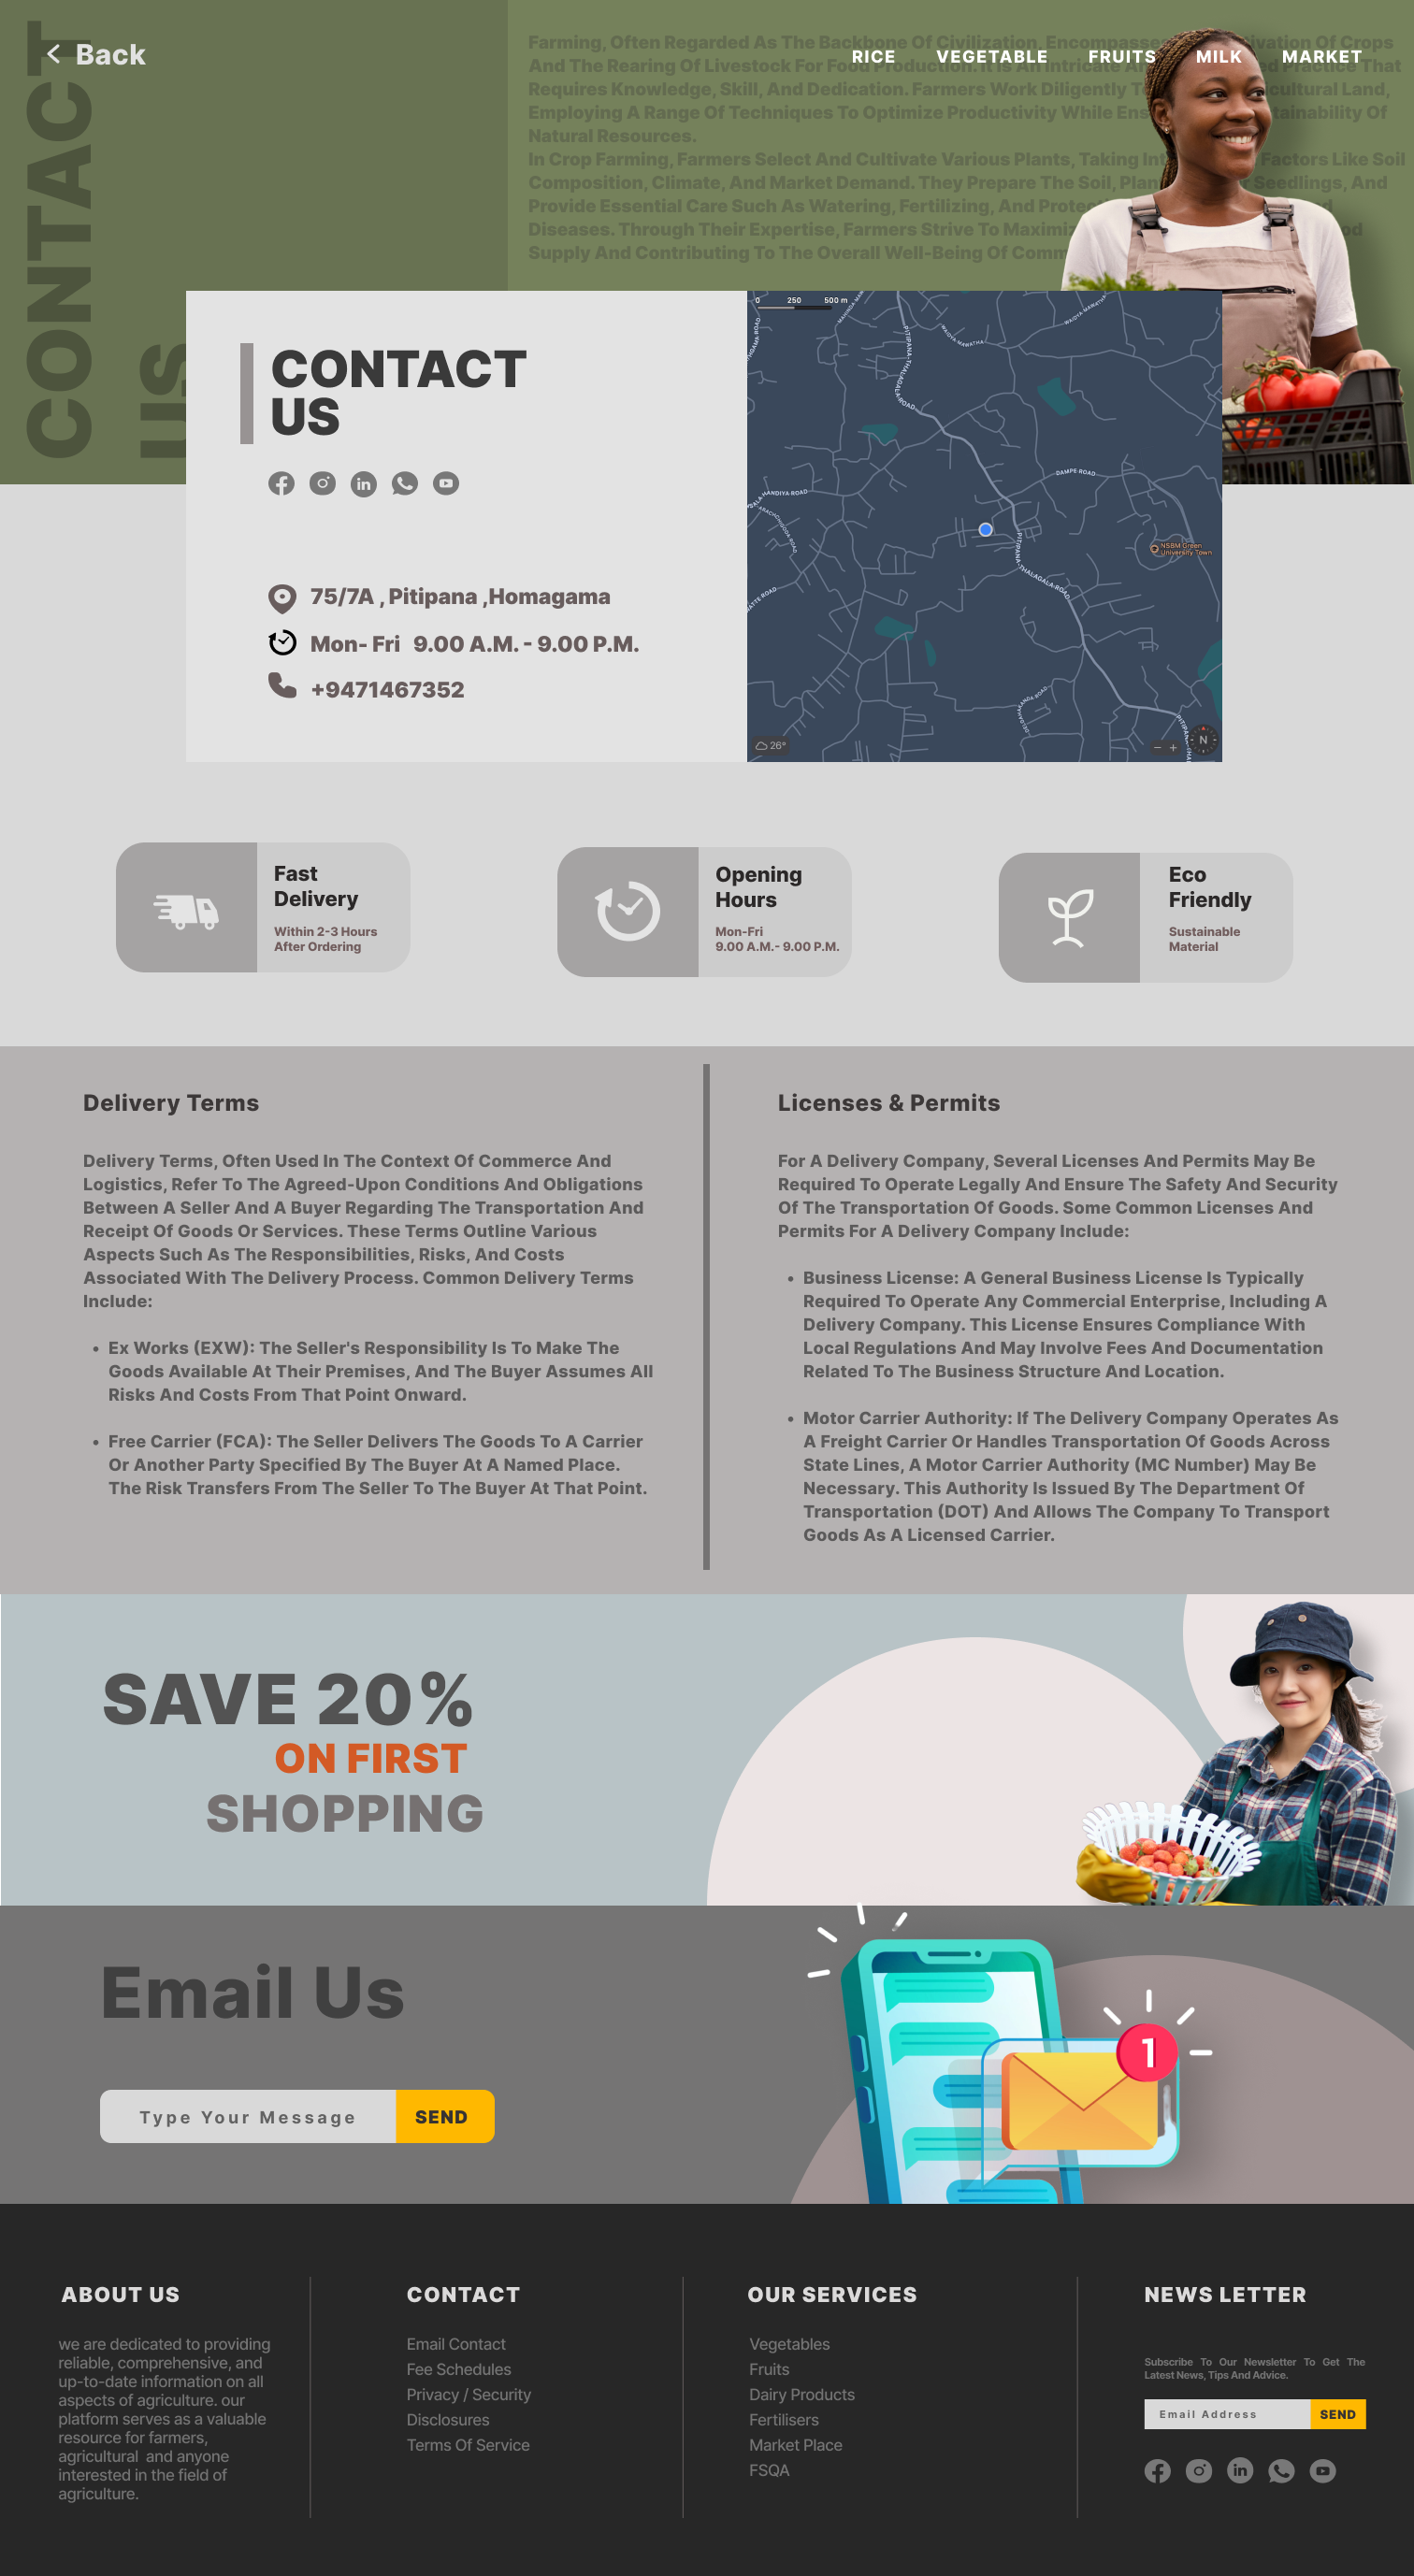 CONTACT
US
Back
RICE
VEGETABLE
FRUITS
MILK
MARKET
Farming, Often Regarded As The Backbone Of Civilization, Encompasses
Of Crops
And The Rearing Of Livestock For Food Production. It Is An Intricate
Practice That
Requires Knowledge, Skill, And Dedication. Farmers Work Diligently
Land,
Employing A Range Of Techniques To Optimize Productivity While
Of
Natural Resources.
In Crop Farming, Farmers Select And Cultivate Various Plants, Taking
Factors Like Soil
Composition, Climate, And Market Demand. They Prepare The Soil,
Seedlings, And
Provide Essential Care Such As Watering, Fertilizing, And
Diseases. Through Their Expertise, Farmers Strive To
Supply And Contributing To The Overall Well-Being Of
CONTACT
US
75/7A , Pitipana ,Homagama
Mon- Fri 9.00 A.M. - 9.00 P.M.
+9471467352
0 250 500 m
WAIDYA MAWATHA
WAIDYA MAWATHA
PITIPANA-THALAGALA-ROAD
DAMPE-ROAD
HANDIYA-ROAD
NSBM Green
University Town
PITIPANA-THALAGALA-ROAD
26°
− +
N
Fast
Delivery
Within 2-3 Hours
After Ordering
Opening
Hours
Mon-Fri
9.00 A.M.- 9.00 P.M.
Eco
Friendly
Sustainable
Material
Delivery Terms
Delivery Terms, Often Used In The Context Of Commerce And
Logistics, Refer To The Agreed-Upon Conditions And Obligations
Between A Seller And A Buyer Regarding The Transportation And
Receipt Of Goods Or Services. These Terms Outline Various
Aspects Such As The Responsibilities, Risks, And Costs
Associated With The Delivery Process. Common Delivery Terms
Include:
• Ex Works (EXW): The Seller's Responsibility Is To Make The
Goods Available At Their Premises, And The Buyer Assumes All
Risks And Costs From That Point Onward.
• Free Carrier (FCA): The Seller Delivers The Goods To A Carrier
Or Another Party Specified By The Buyer At A Named Place.
The Risk Transfers From The Seller To The Buyer At That Point.
Licenses & Permits
For A Delivery Company, Several Licenses And Permits May Be
Required To Operate Legally And Ensure The Safety And Security
Of The Transportation Of Goods. Some Common Licenses And
Permits For A Delivery Company Include:
• Business License: A General Business License Is Typically
Required To Operate Any Commercial Enterprise, Including A
Delivery Company. This License Ensures Compliance With
Local Regulations And May Involve Fees And Documentation
Related To The Business Structure And Location.
• Motor Carrier Authority: If The Delivery Company Operates As
A Freight Carrier Or Handles Transportation Of Goods Across
State Lines, A Motor Carrier Authority (MC Number) May Be
Necessary. This Authority Is Issued By The Department Of
Transportation (DOT) And Allows The Company To Transport
Goods As A Licensed Carrier.
SAVE 20%
ON FIRST
SHOPPING
Email Us
Type Your Message
SEND
1
ABOUT US
we are dedicated to providing
reliable, comprehensive, and
up-to-date information on all
aspects of agriculture. our
platform serves as a valuable
resource for farmers,
agricultural and anyone
interested in the field of
agriculture.
CONTACT
Email Contact
Fee Schedules
Privacy / Security
Disclosures
Terms Of Service
OUR SERVICES
Vegetables
Fruits
Dairy Products
Fertilisers
Market Place
FSQA
NEWS LETTER
Subscribe To Our Newsletter To Get The
Latest News, Tips And Advice.
Email Address
SEND